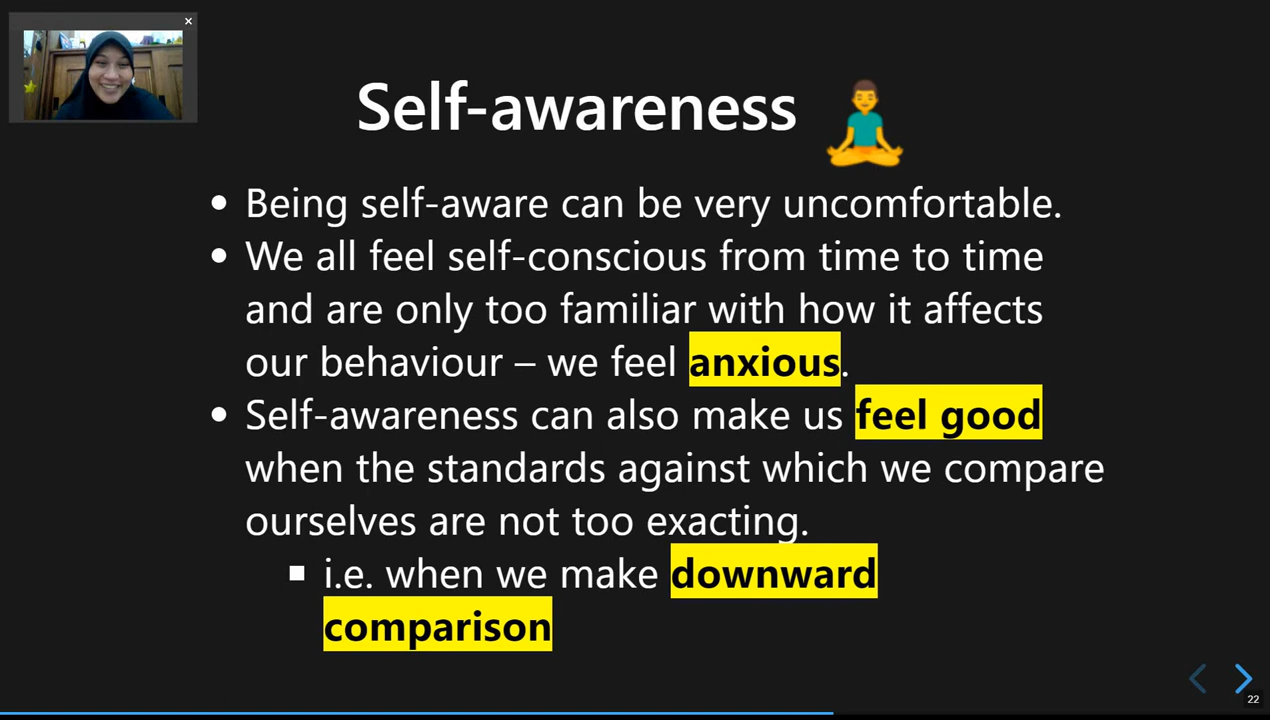 Self-awareness
• Being self-aware can be very uncomfortable.
• We all feel self-conscious from time to time
and are only too familiar with how it affects
our behaviour – we feel anxious.
• Self-awareness can also make us feel good
when the standards against which we compare
ourselves are not too exacting.
▪ i.e. when we make downward
comparison
22